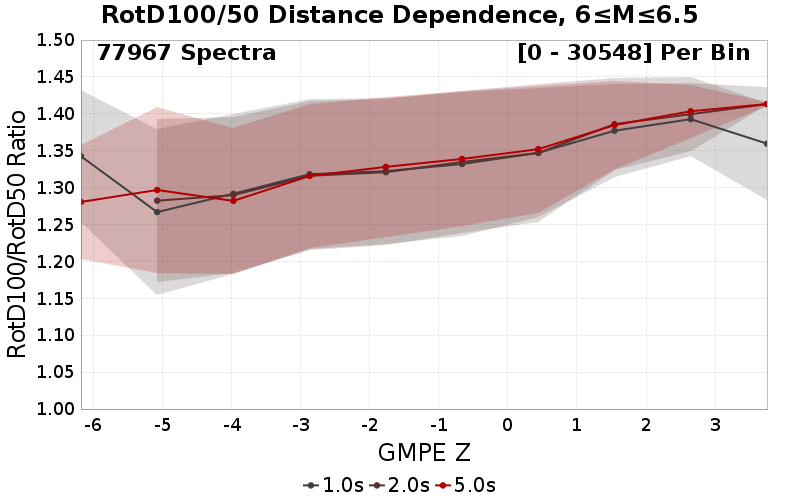 RotD100/50 Distance Dependence, 6≤M≤6.5
77967 Spectra
[0 - 30548] Per Bin
RotD100/RotD50 Ratio
1.50
1.45
1.40
1.35
1.30
1.25
1.20
1.15
1.10
1.05
1.00
-6 -5 -4 -3 -2 -1 0 1 2 3
GMPE Z
1.0s 2.0s 5.0s